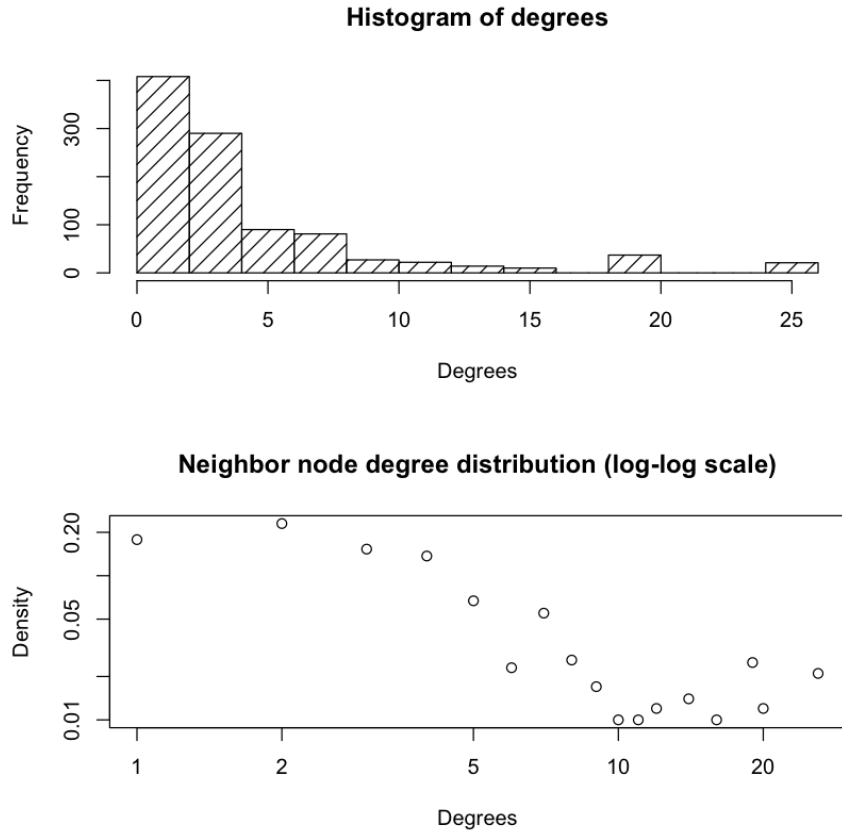 Histogram of degrees
Frequency
0 100 300
0 5 10 15 20 25
Degrees
Neighbor node degree distribution (log-log scale)
Density
0.01 0.05 0.20
1 2 5 10 20
Degrees